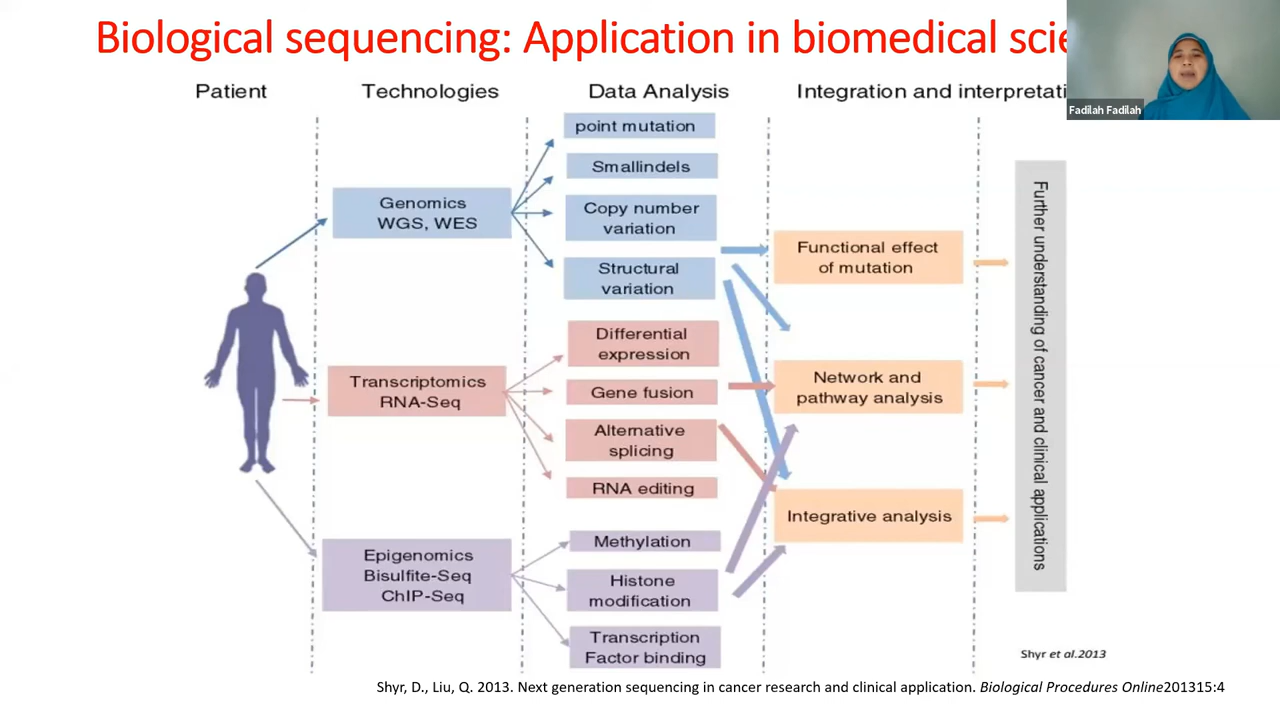 Biological sequencing: Application in biomedical
Fadilah Fadilah
Patient
Technologies
Data Analysis
Integration and
Genomics
WGS, WES
Transcriptomics
RNA-Seq
Epigenomics
Bisulfite-Seq
ChIP-Seq
point mutation
Smallindels
Copy number
variation
Structural
variation
Differential
expression
Gene fusion
Alternative
splicing
RNA editing
Methylation
Histone
modification
Transcription
Factor binding
Functional effect
of mutation
Network and
pathway analysis
Integrative analysis
Further understanding of cancer and clinical applications
Shyr et al.2013
Shyr, D., Liu, Q. 2013. Next generation sequencing in cancer research and clinical application. Biological Procedures Online201315:4